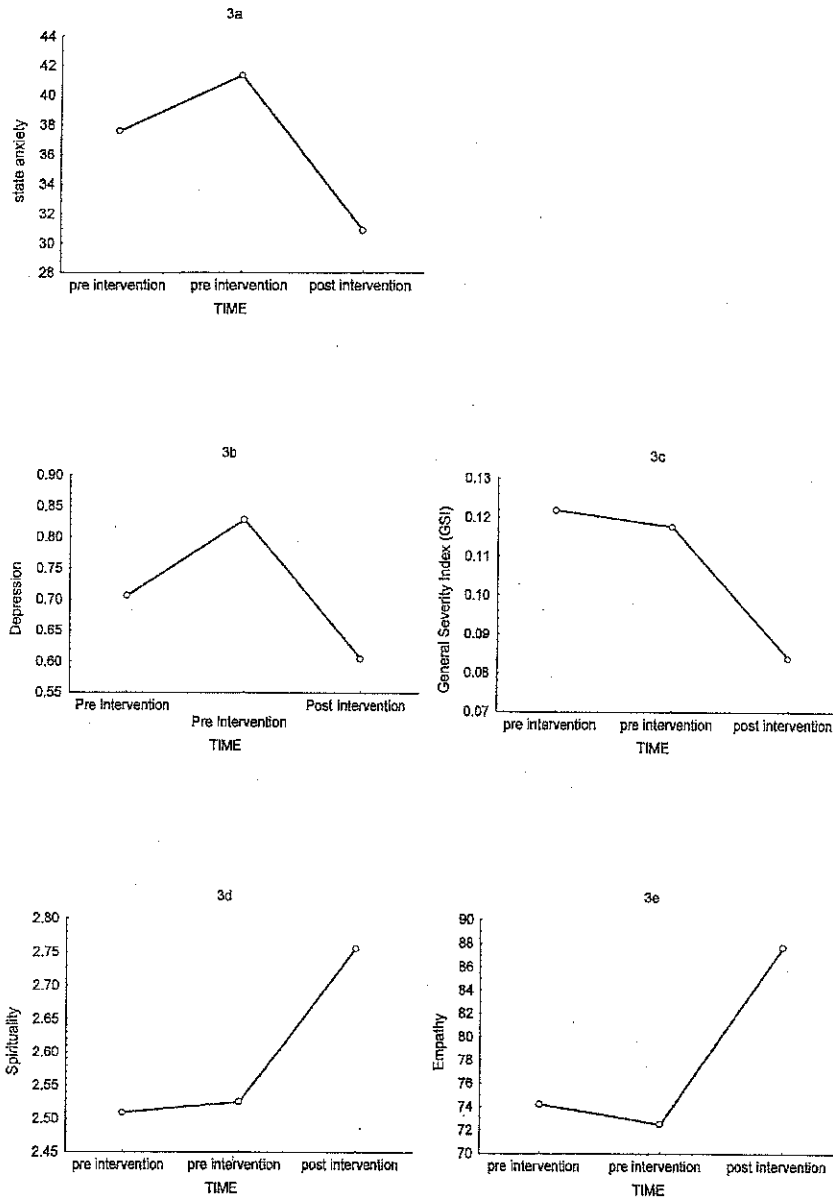 3a
44
42
40
38
36
34
32
30
28
state anxiety
pre intervention pre intervention post intervention
TIME
3b
0.90
0.85
0.80
0.75
0.70
0.65
0.60
0.55
Depression
Pre Intervention Pre Intervention Post Intervention
TIME
3c
0.13
0.12
0.11
0.10
0.09
0.08
0.07
General Severity Index (GSI)
pre intervention pre intervention post intervention
TIME
3d
2.80
2.75
2.70
2.65
2.60
2.55
2.50
2.45
Spirituality
pre intervention pre intervention post intervention
TIME
3e
90
88
86
84
82
80
78
76
74
72
70
Empathy
pre intervention pre intervention post intervention
TIME